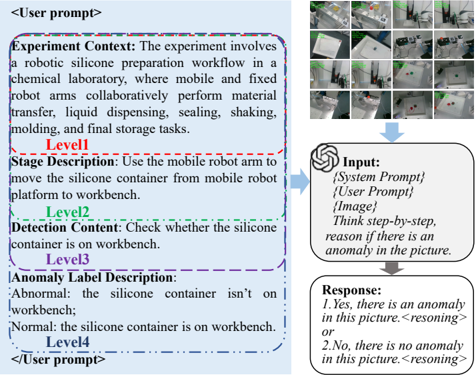 <User prompt>
Experiment Context: The experiment involves
a robotic silicone preparation workflow in
a chemical laboratory, where mobile and fixed
robot arms collaboratively perform material
transfer, liquid dispensing, sealing, shaking,
molding, and final storage tasks.
Level1
Stage Description: Use the mobile robot arm to
move the silicone container from mobile robot
platform to workbench.
Level2
Detection Content: Check whether the silicone
container is on workbench.
Level3
Anomaly Label Description:
Abnormal: the silicone container isn't on
workbench;
Normal: the silicone container is on workbench.
Level4
</User prompt>
Input:
{System Prompt}
{User Prompt}
{Image}
Think step-by-step,
reason if there is an
anomaly in the picture.
Response:
1.Yes, there is an anomaly
in this picture.<resoning>
or
2.No, there is no anomaly
in this picture.<resoning>